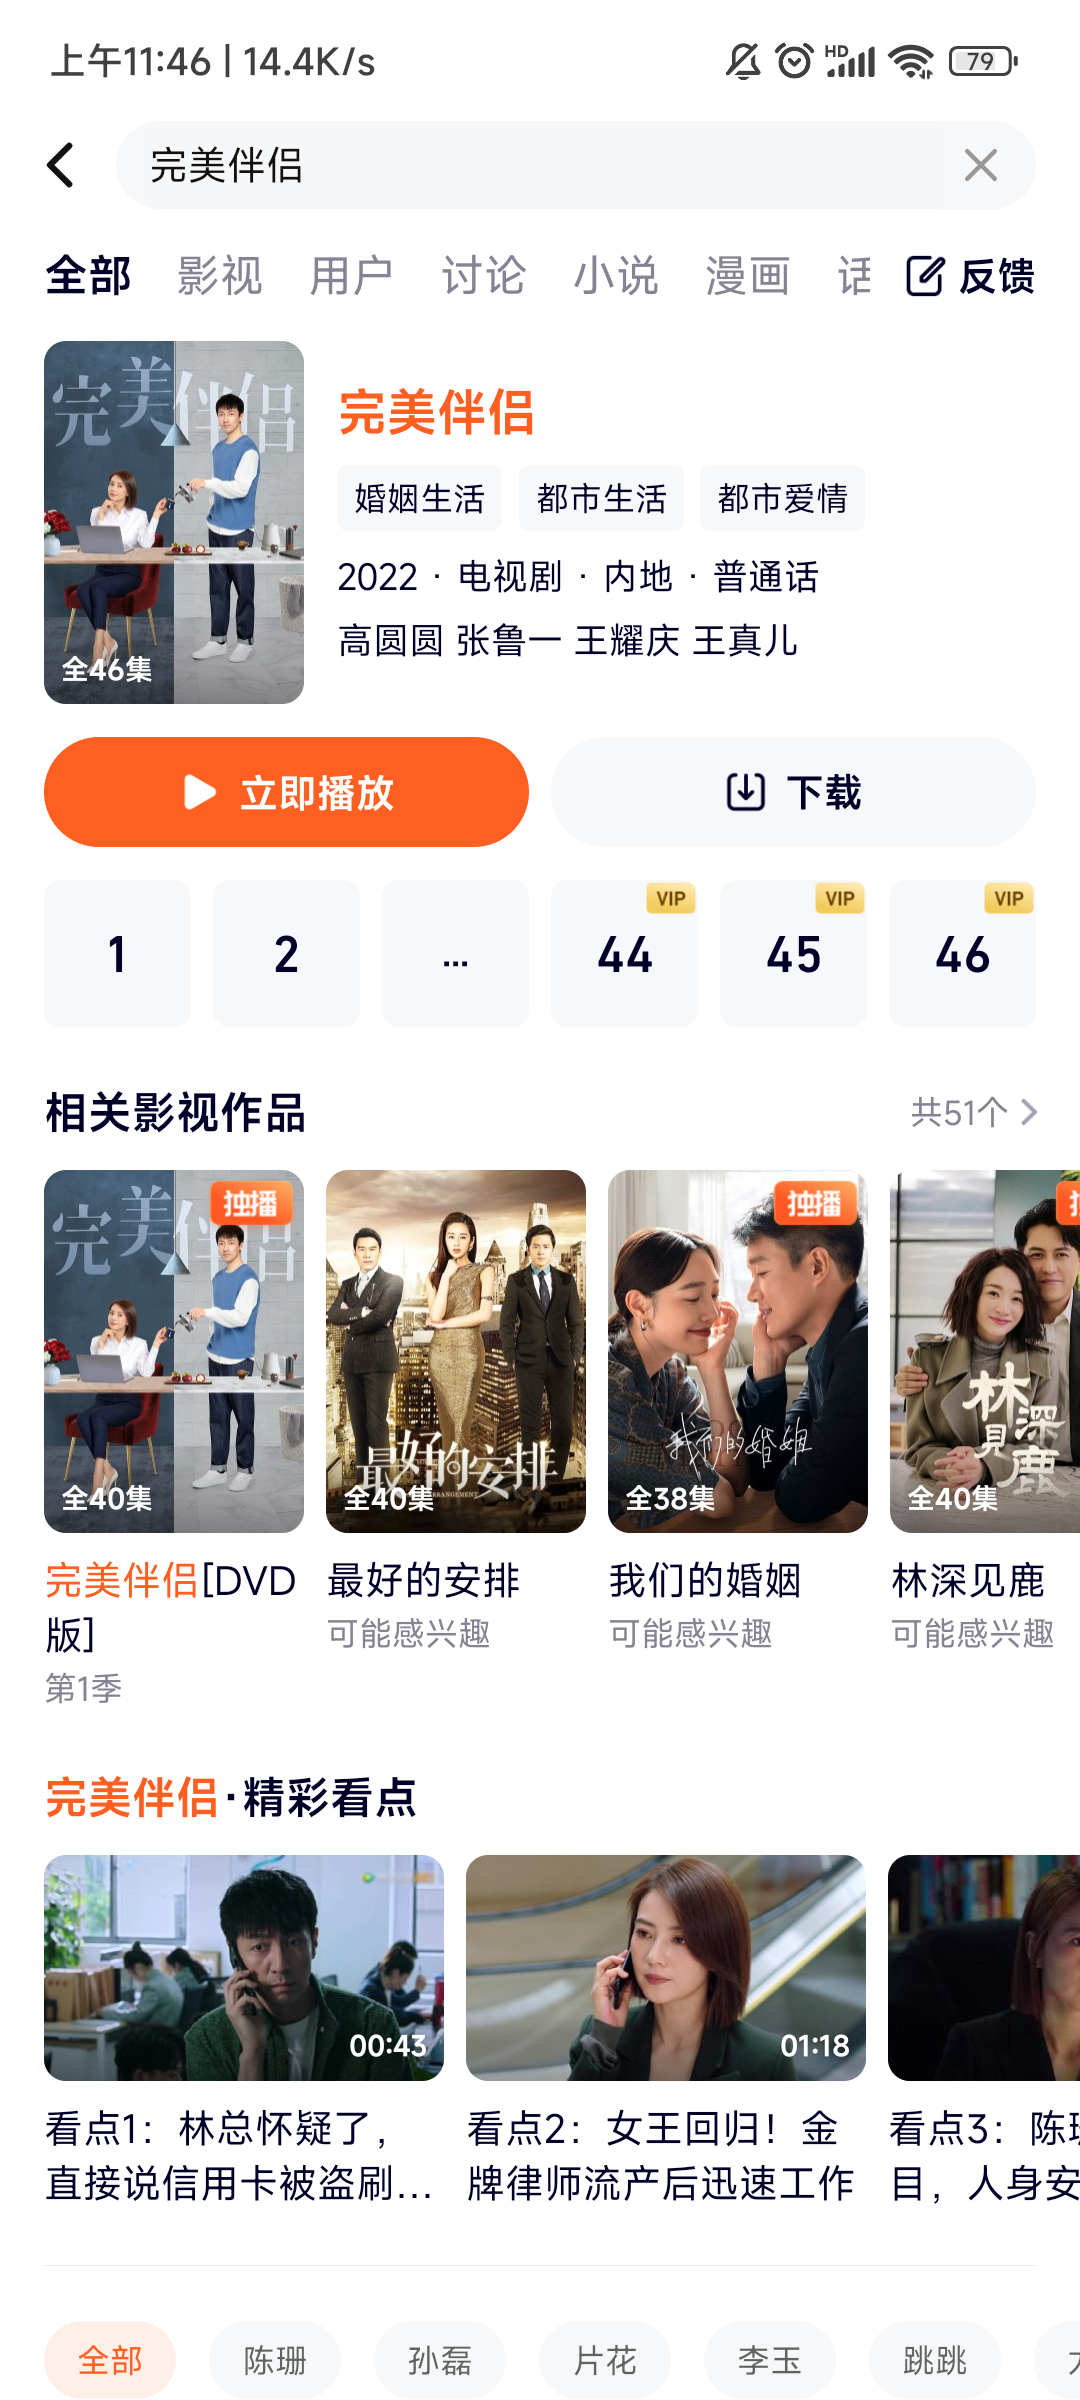 上午11:46 | 14.4K/s
HD
79
完美伴侣
全部 影视 用户 讨论 小说 漫画 反馈
完美伴侣
全46集
完美伴侣
婚姻生活 都市生活 都市爱情
2022 · 电视剧 · 内地 · 普通话
高圆圆 张鲁一 王耀庆 王真儿
立即播放 下载
1 2 ... 44 VIP 45 VIP 46 VIP
相关影视作品 共51个
完美伴侣 独播
全40集
最好的安排
全40集
独播
我们的婚姻
全38集
林深見鹿
全40集
完美伴侣[DVD
版]
第1季
最好的安排
可能感兴趣
我们的婚姻
可能感兴趣
林深见鹿
可能感兴趣
完美伴侣·精彩看点
00:43
01:18
看点1：林总怀疑了，
直接说信用卡被盗刷...
看点2：女王回归！金
牌律师流产后迅速工作
看点3：陈
目，人身安
全部 陈珊 孙磊 片花 李玉 跳跳